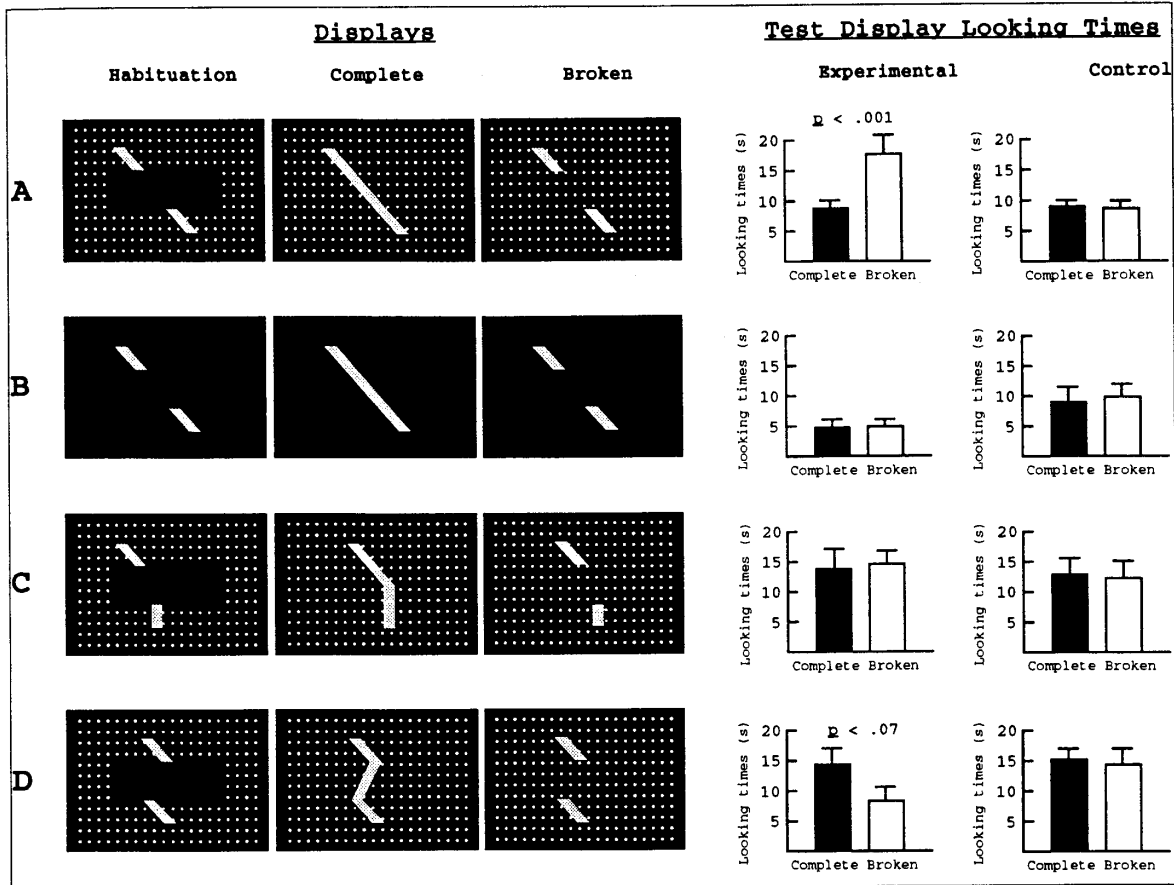 Displays
Test Display Looking Times
Habituation Complete Broken
Experimental Control
A
p < .001
Looking times (s)
20
15
10
5
Complete Broken
Looking times (s)
20
15
10
5
Complete Broken
B
Looking times (s)
20
15
10
5
Complete Broken
Looking times (s)
20
15
10
5
Complete Broken
C
Looking times (s)
20
15
10
5
Complete Broken
Looking times (s)
20
15
10
5
Complete Broken
D
p < .07
Looking times (s)
20
15
10
5
Complete Broken
Looking times (s)
20
15
10
5
Complete Broken